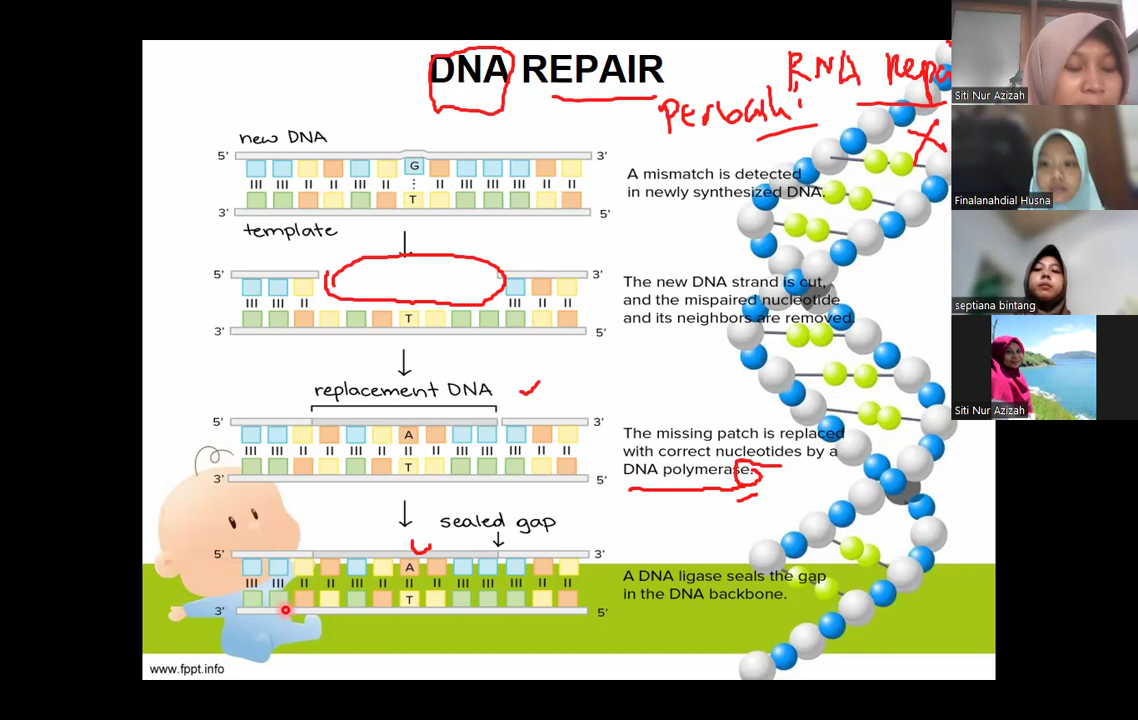 DNA REPAIR
RNA Repa
Perbaiki
new DNA
5' 3'
G
T
3' 5'
template
A mismatch is detected
in newly synthesized DNA.
5' 3'
T
3' 5'
The new DNA strand is cut,
and the mispaired nucleotide
and its neighbors are removed.
replacement DNA
5' 3'
A
T
3' 5'
The missing patch is replaced
with correct nucleotides by a
DNA polymerase.
sealed gap
5' 3'
A
T
3' 5'
A DNA ligase seals the gap
in the DNA backbone.
www.fppt.info
Siti Nur Azizah
Finalanahdial Husna
septiana bintang
Siti Nur Azizah